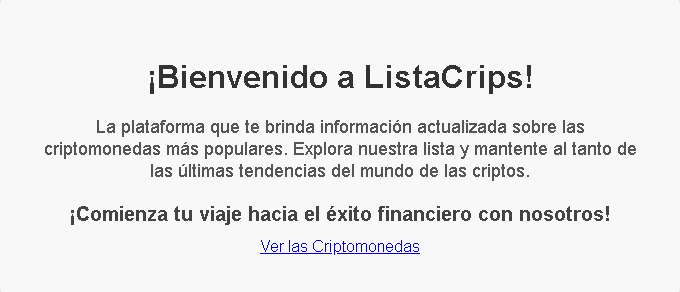 ¡Bienvenido a ListaCrips!
La plataforma que te brinda información actualizada sobre las
criptomonedas más populares. Explora nuestra lista y mantente al tanto de
las últimas tendencias del mundo de las criptos.
¡Comienza tu viaje hacia el éxito financiero con nosotros!
Ver las Criptomonedas